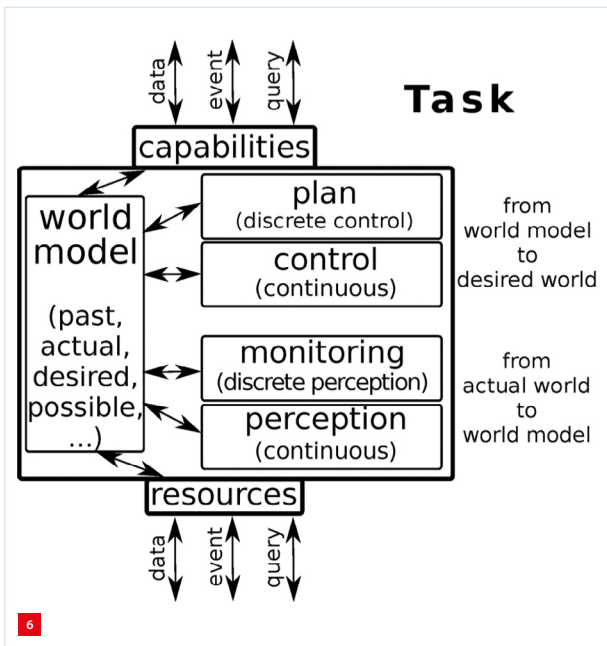 data
event
query
Task
capabilities
world
model
(past,
actual,
desired,
possible,
...)
plan
(discrete control)
control
(continuous)
monitoring
(discrete perception)
perception
(continuous)
from
world model
to
desired world
from
actual world
to
world model
resources
data
event
query
6